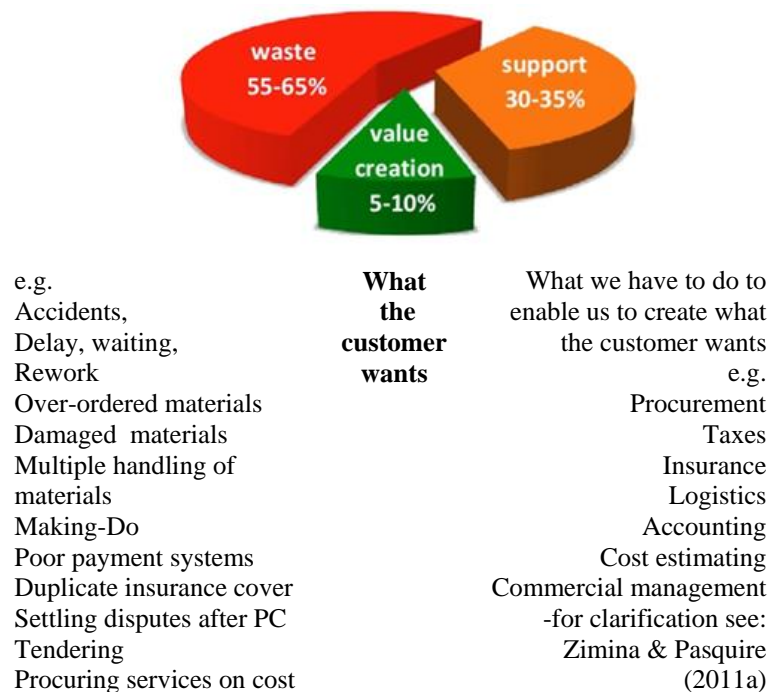 waste
55-65%
support
30-35%
value
creation
5-10%
e.g.
Accidents,
Delay, waiting,
Rework
Over-ordered materials
Damaged materials
Multiple handling of
materials
Making-Do
Poor payment systems
Duplicate insurance cover
Settling disputes after PC
Tendering
Procuring services on cost
What
the
customer
wants
What we have to do to
enable us to create what
the customer wants
e.g.
Procurement
Taxes
Insurance
Logistics
Accounting
Cost estimating
Commercial management
-for clarification see:
Zimina & Pasquire
(2011a)